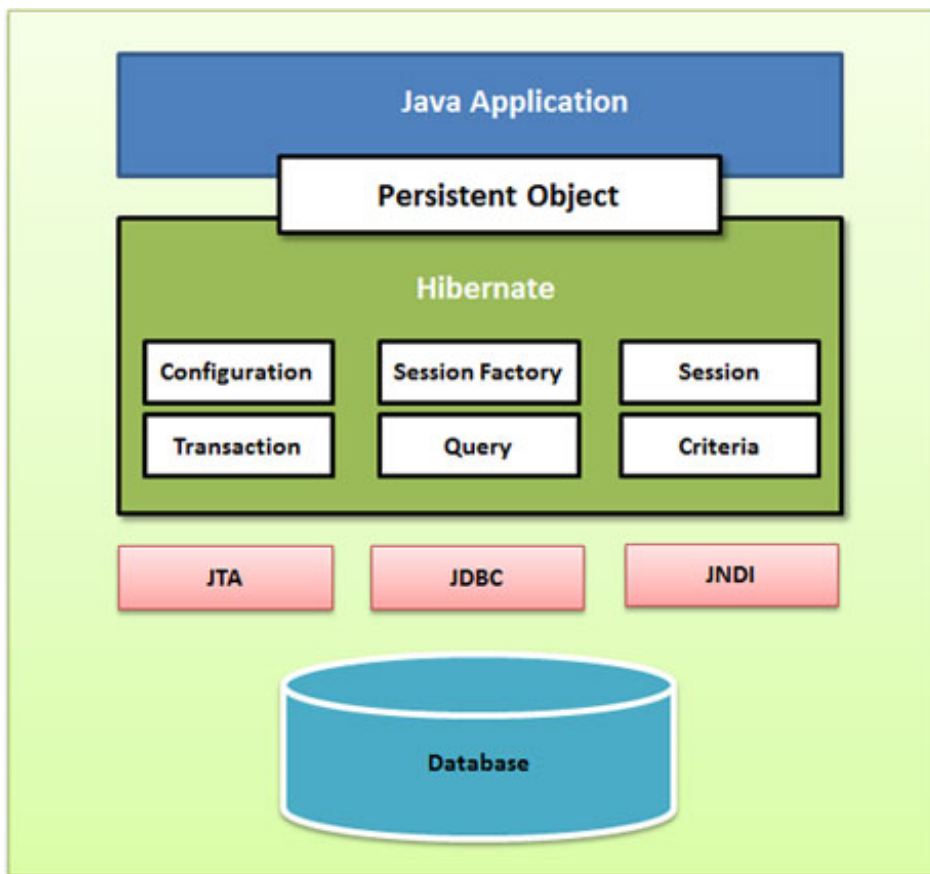 Java Application
Persistent Object
Hibernate
Configuration
Session Factory
Session
Transaction
Query
Criteria
JTA
JDBC
JNDI
Database